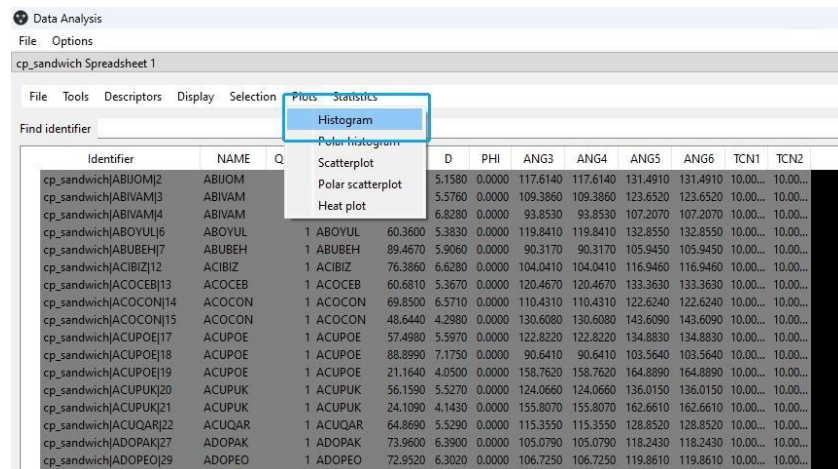 Data Analysis
File Options
cp_sandwich Spreadsheet 1
File Tools Descriptors Display Selection Plots Statistics
Histogram
Polar histogram
Scatterplot
Polar scatterplot
Heat plot
Find identifier
Identifier NAME Q D PHI ANG3 ANG4 ANG5 ANG6 TCN1 TCN2
cp_sandwich|ABIJOM|2 ABIJOM 5.1580 0.0000 117.6140 117.6140 131.4910 131.4910 10.00... 10.00...
cp_sandwich|ABIVAM|3 ABIVAM 5.5760 0.0000 109.3860 109.3860 123.6520 123.6520 10.00... 10.00...
cp_sandwich|ABIVAM|4 ABIVAM 6.8280 0.0000 93.8530 93.8530 107.2070 107.2070 10.00... 10.00...
cp_sandwich|ABOYUL|6 ABOYUL 1 ABOYUL 60.3600 5.3830 0.0000 119.8410 119.8410 132.8550 132.8550 10.00... 10.00...
cp_sandwich|ABUBEH|7 ABUBEH 1 ABUBEH 89.4670 5.9060 0.0000 90.3170 90.3170 105.9450 105.9450 10.00... 10.00...
cp_sandwich|ACIBIZ|12 ACIBIZ 1 ACIBIZ 76.3860 6.6280 0.0000 104.0410 104.0410 116.9460 116.9460 10.00... 10.00...
cp_sandwich|ACOCEB|13 ACOCEB 1 ACOCEB 60.6810 5.3670 0.0000 120.4670 120.4670 133.3630 133.3630 10.00... 10.00...
cp_sandwich|ACOCON|14 ACOCON 1 ACOCON 69.8500 6.5710 0.0000 110.4310 110.4310 122.6240 122.6240 10.00... 10.00...
cp_sandwich|ACOCON|15 ACOCON 1 ACOCON 48.6440 4.2980 0.0000 130.6080 130.6080 143.6090 143.6090 10.00... 10.00...
cp_sandwich|ACUPOE|17 ACUPOE 1 ACUPOE 57.4980 5.5970 0.0000 122.8220 122.8220 134.8830 134.8830 10.00... 10.00...
cp_sandwich|ACUPOE|18 ACUPOE 1 ACUPOE 88.8990 7.1750 0.0000 90.6410 90.6410 103.5640 103.5640 10.00... 10.00...
cp_sandwich|ACUPOE|19 ACUPOE 1 ACUPOE 21.1640 4.0500 0.0000 158.7620 158.7620 164.8890 164.8890 10.00... 10.00...
cp_sandwich|ACUPUK|20 ACUPUK 1 ACUPUK 56.1590 5.5270 0.0000 124.0660 124.0660 136.0150 136.0150 10.00... 10.00...
cp_sandwich|ACUPUK|21 ACUPUK 1 ACUPUK 24.1090 4.1430 0.0000 155.8070 155.8070 162.6610 162.6610 10.00... 10.00...
cp_sandwich|ACUQAR|22 ACUQAR 1 ACUQAR 64.8690 5.5290 0.0000 115.3550 115.3550 128.8520 128.8520 10.00... 10.00...
cp_sandwich|ADOPAK|27 ADOPAK 1 ADOPAK 73.9600 6.3900 0.0000 105.0790 105.0790 118.2430 118.2430 10.00... 10.00...
cp_sandwich|ADOPEO|29 ADOPEO 1 ADOPEO 72.9520 6.3020 0.0000 106.7250 106.7250 119.8610 119.8610 10.00... 10.00...